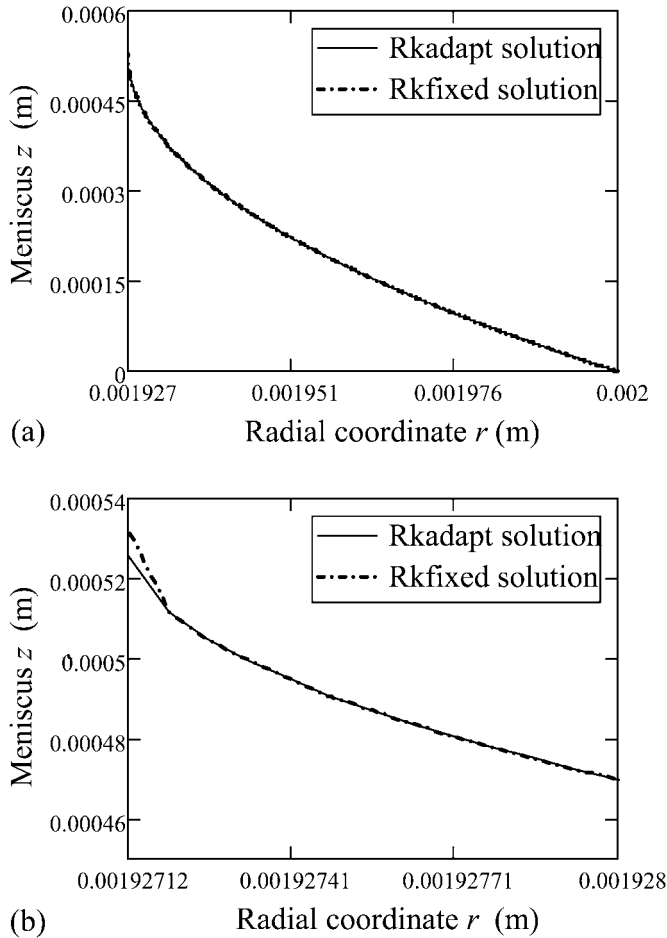 0.0006
0.00045
0.0003
0.00015
0
Meniscus z (m)
Rkadapt solution
Rkfixed solution
0.001927
0.001951
0.001976
0.002
(a)
Radial coordinate r (m)
0.00054
0.00052
0.0005
0.00048
0.00046
Meniscus z (m)
Rkadapt solution
Rkfixed solution
0.00192712
0.00192741
0.00192771
0.001928
(b)
Radial coordinate r (m)